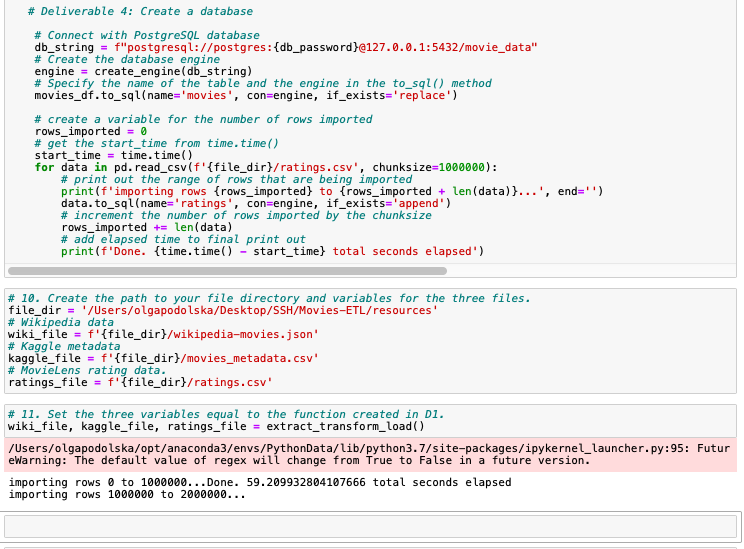 # Deliverable 4: Create a database
# Connect with PostgreSQL database
db_string = f"postgresql://postgres:{db_password}@127.0.0.1:5432/movie_data"
# Create the database engine
engine = create_engine(db_string)
# Specify the name of the table and the engine in the to_sql() method
movies_df.to_sql(name='movies', con=engine, if_exists='replace')
# create a variable for the number of rows imported
rows_imported = 0
# get the start_time from time.time()
start_time = time.time()
for data in pd.read_csv(f'{file_dir}/ratings.csv', chunksize=1000000):
# print out the range of rows that are being imported
print(f'importing rows {rows_imported} to {rows_imported + len(data)}...', end='')
data.to_sql(name='ratings', con=engine, if_exists='append')
# increment the number of rows imported by the chunksize
rows_imported += len(data)
# add elapsed time to final print out
print(f'Done. {time.time() - start_time} total seconds elapsed')
# 10. Create the path to your file directory and variables for the three files.
file_dir = '/Users/olgapodolska/Desktop/SSH/Movies-ETL/resources'
# Wikipedia data
wiki_file = f'{file_dir}/wikipedia-movies.json'
# Kaggle metadata
kaggle_file = f'{file_dir}/movies_metadata.csv'
# MovieLens rating data.
ratings_file = f'{file_dir}/ratings.csv'
# 11. Set the three variables equal to the function created in D1.
wiki_file, kaggle_file, ratings_file = extract_transform_load()
/Users/olgapodolska/opt/anaconda3/envs/PythonData/lib/python3.7/site-packages/ipykernel_launcher.py:95: Futur
eWarning: The default value of regex will change from True to False in a future version.
importing rows 0 to 1000000...Done. 59.209932804107666 total seconds elapsed
importing rows 1000000 to 2000000...